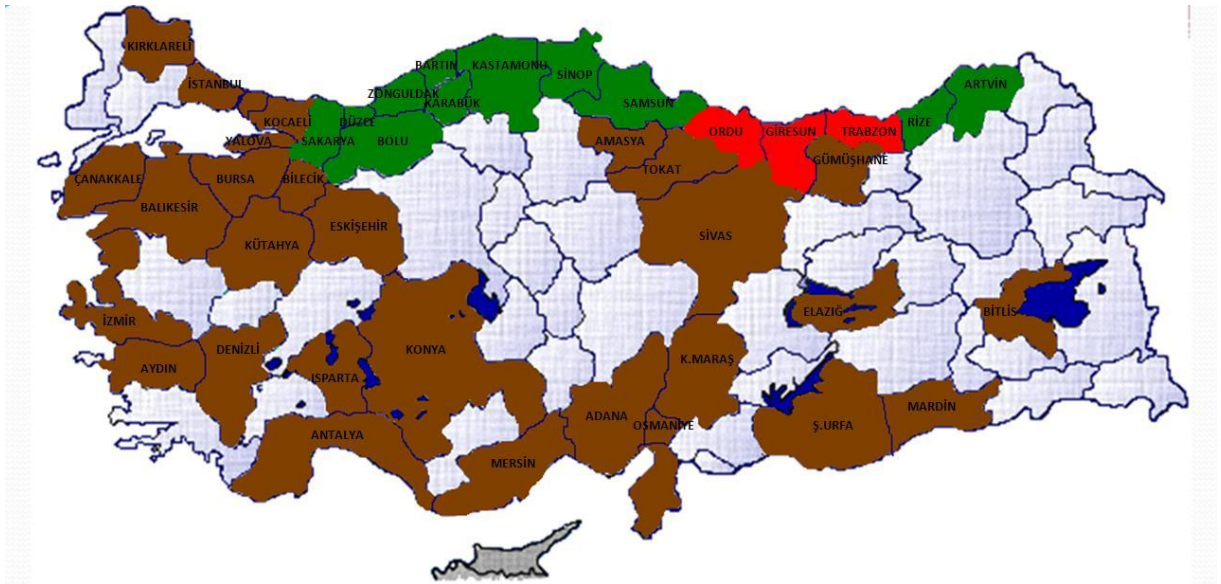 KIRKLARELİ
İSTANBUL
KOCAELİ
YALOVA
SAKARYA
DÜZCE
BOLU
ZONGULDAK
BARTIN
KARABÜK
KASTAMONU
SİNOP
SAMSUN
AMASYA
TOKAT
ORDU
GİRESUN
TRABZON
GÜMÜŞHANE
RİZE
ARTVİN
ÇANAKKALE
BALIKESİR
BURSA
BİLECİK
KÜTAHYA
ESKİŞEHİR
SİVAS
İZMİR
AYDIN
DENİZLİ
ISPARTA
KONYA
ANTALYA
MERSİN
ADANA
OSMANİYE
K.MARAŞ
ELAZIĞ
BİTLİS
Ş.URFA
MARDİN